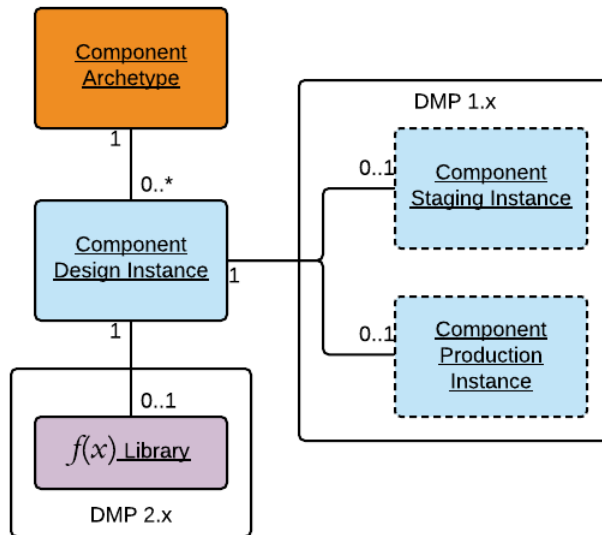 Component
Archetype
1
0..*
DMP 1.x
0..1
Component
Staging Instance
Component
Design Instance
1
1
0..1
Component
Production
Instance
0..1
f(x) Library
DMP 2.x